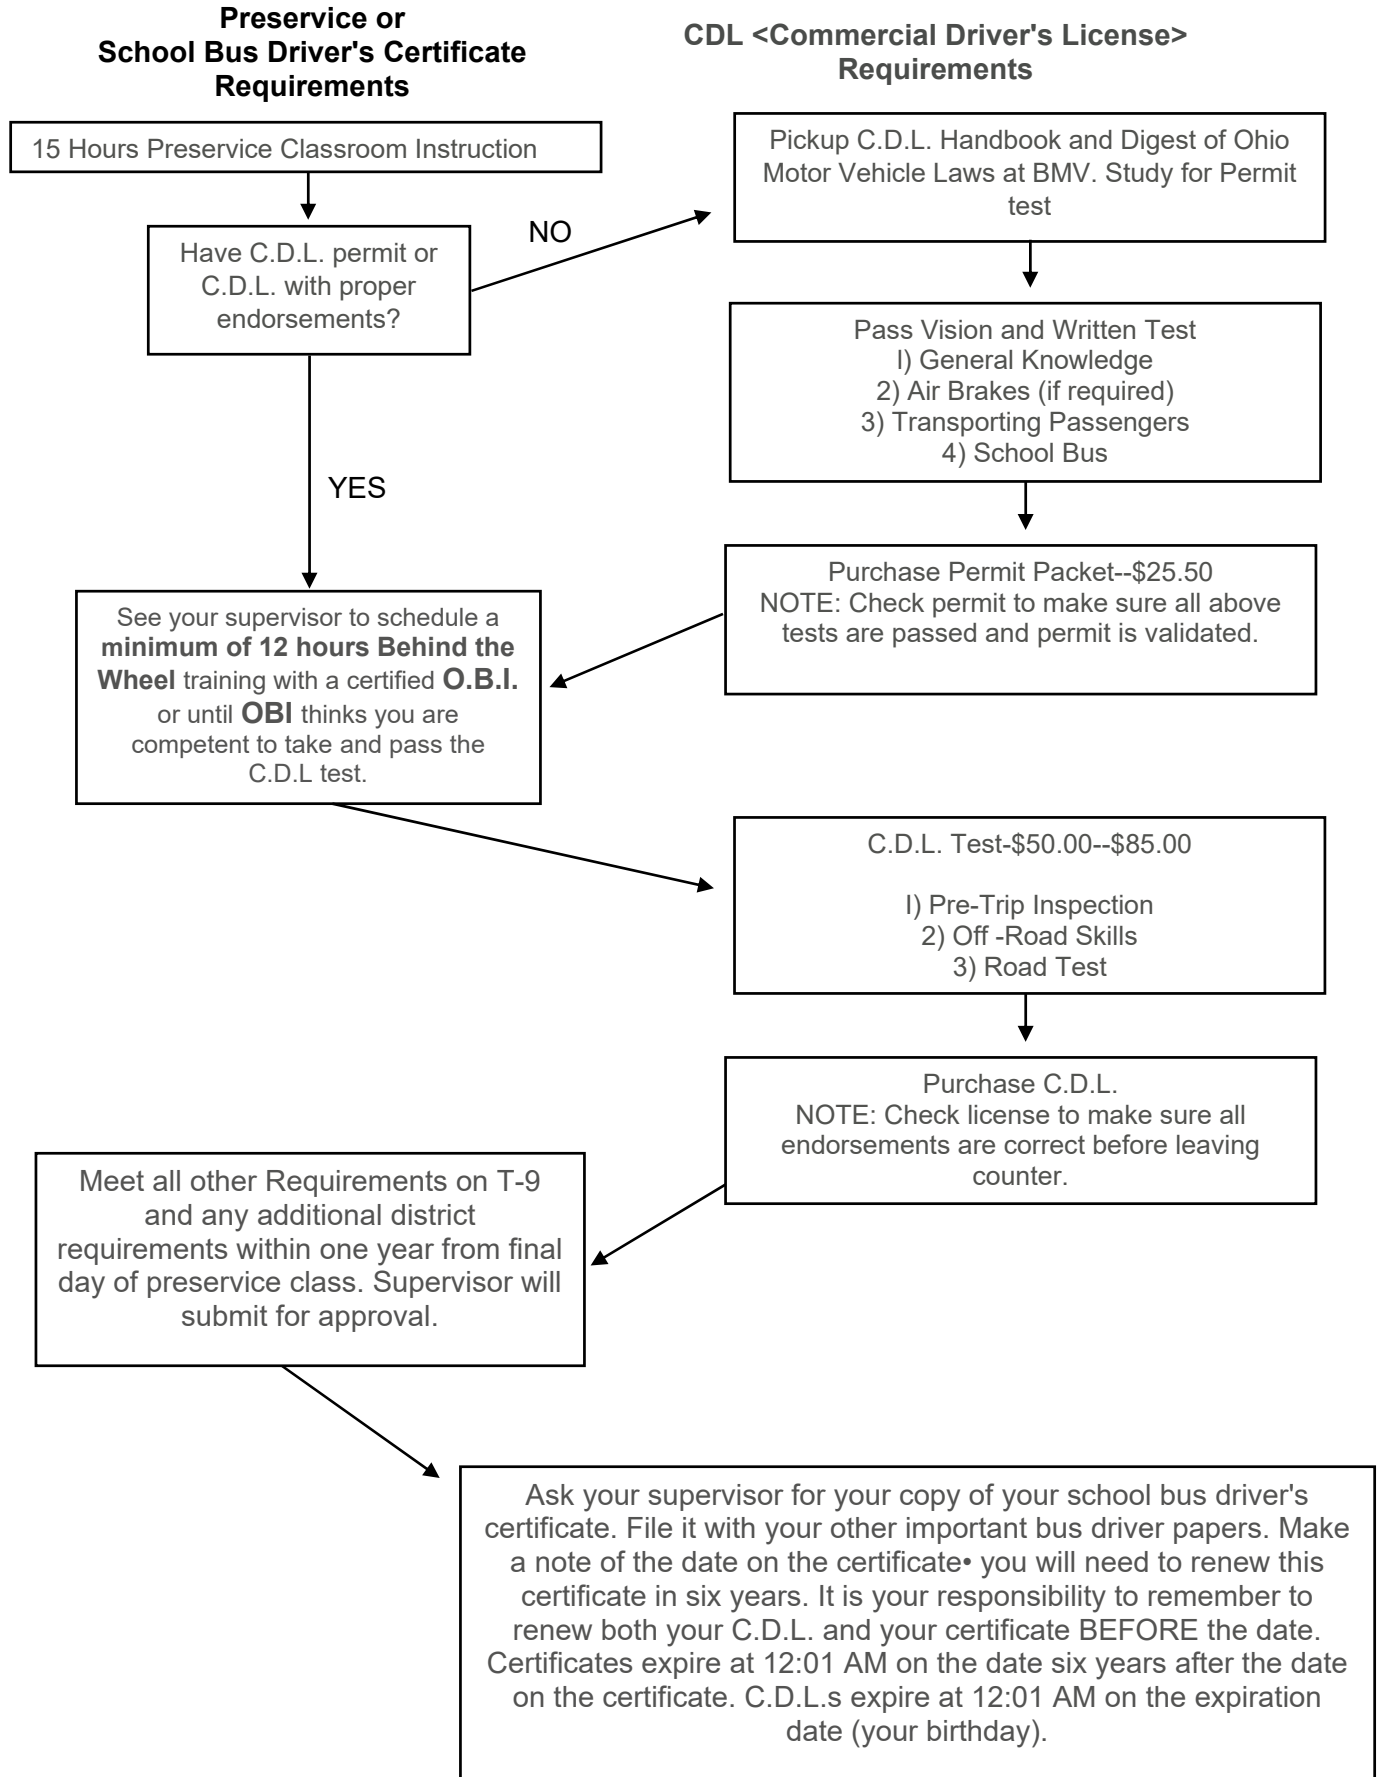 Preservice or
School Bus Driver's Certificate
Requirements
CDL <Commercial Driver's License>
Requirements
15 Hours Preservice Classroom Instruction
Pickup C.D.L. Handbook and Digest of Ohio
Motor Vehicle Laws at BMV. Study for Permit
test
Have C.D.L. permit or
C.D.L. with proper
endorsements?
NO
Pass Vision and Written Test
I) General Knowledge
2) Air Brakes (if required)
3) Transporting Passengers
4) School Bus
YES
Purchase Permit Packet--$25.50
NOTE: Check permit to make sure all above
tests are passed and permit is validated.
See your supervisor to schedule a
minimum of 12 hours Behind the
Wheel training with a certified O.B.I.
or until OBI thinks you are
competent to take and pass the
C.D.L test.
C.D.L. Test-$50.00--$85.00
I) Pre-Trip Inspection
2) Off -Road Skills
3) Road Test
Purchase C.D.L.
NOTE: Check license to make sure all
endorsements are correct before leaving
counter.
Meet all other Requirements on T-9
and any additional district
requirements within one year from final
day of preservice class. Supervisor will
submit for approval.
Ask your supervisor for your copy of your school bus driver's
certificate. File it with your other important bus driver papers. Make
a note of the date on the certificate• you will need to renew this
certificate in six years. It is your responsibility to remember to
renew both your C.D.L. and your certificate BEFORE the date.
Certificates expire at 12:01 AM on the date six years after the date
on the certificate. C.D.L.s expire at 12:01 AM on the expiration
date (your birthday).